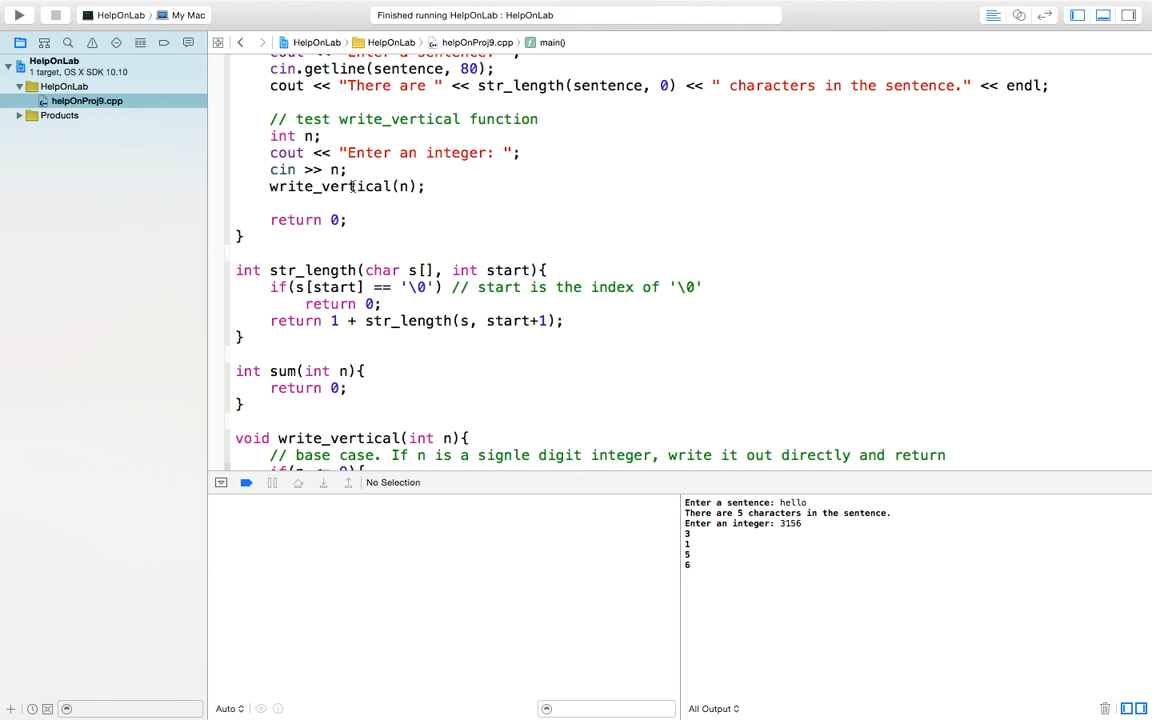 HelpOnLab 〉 My Mac
Finished running HelpOnLab : HelpOnLab
HelpOnLab 〉 HelpOnLab 〉 helpOnProj9.cpp 〉 main()
HelpOnLab
1 target, OS X SDK 10.10
HelpOnLab
helpOnProj9.cpp
Products
cin.getline(sentence, 80);
cout << "There are " << str_length(sentence, 0) << " characters in the sentence." << endl;
// test write_vertical function
int n;
cout << "Enter an integer: ";
cin >> n;
write_vertical(n);
return 0;
}
int str_length(char s[], int start){
if(s[start] == '\0') // start is the index of '\0'
return 0;
return 1 + str_length(s, start+1);
}
int sum(int n){
return 0;
}
void write_vertical(int n){
// base case. If n is a signle digit integer, write it out directly and return
No Selection
Enter a sentence: hello
There are 5 characters in the sentence.
Enter an integer: 3156
3
1
5
6
Auto
All Output